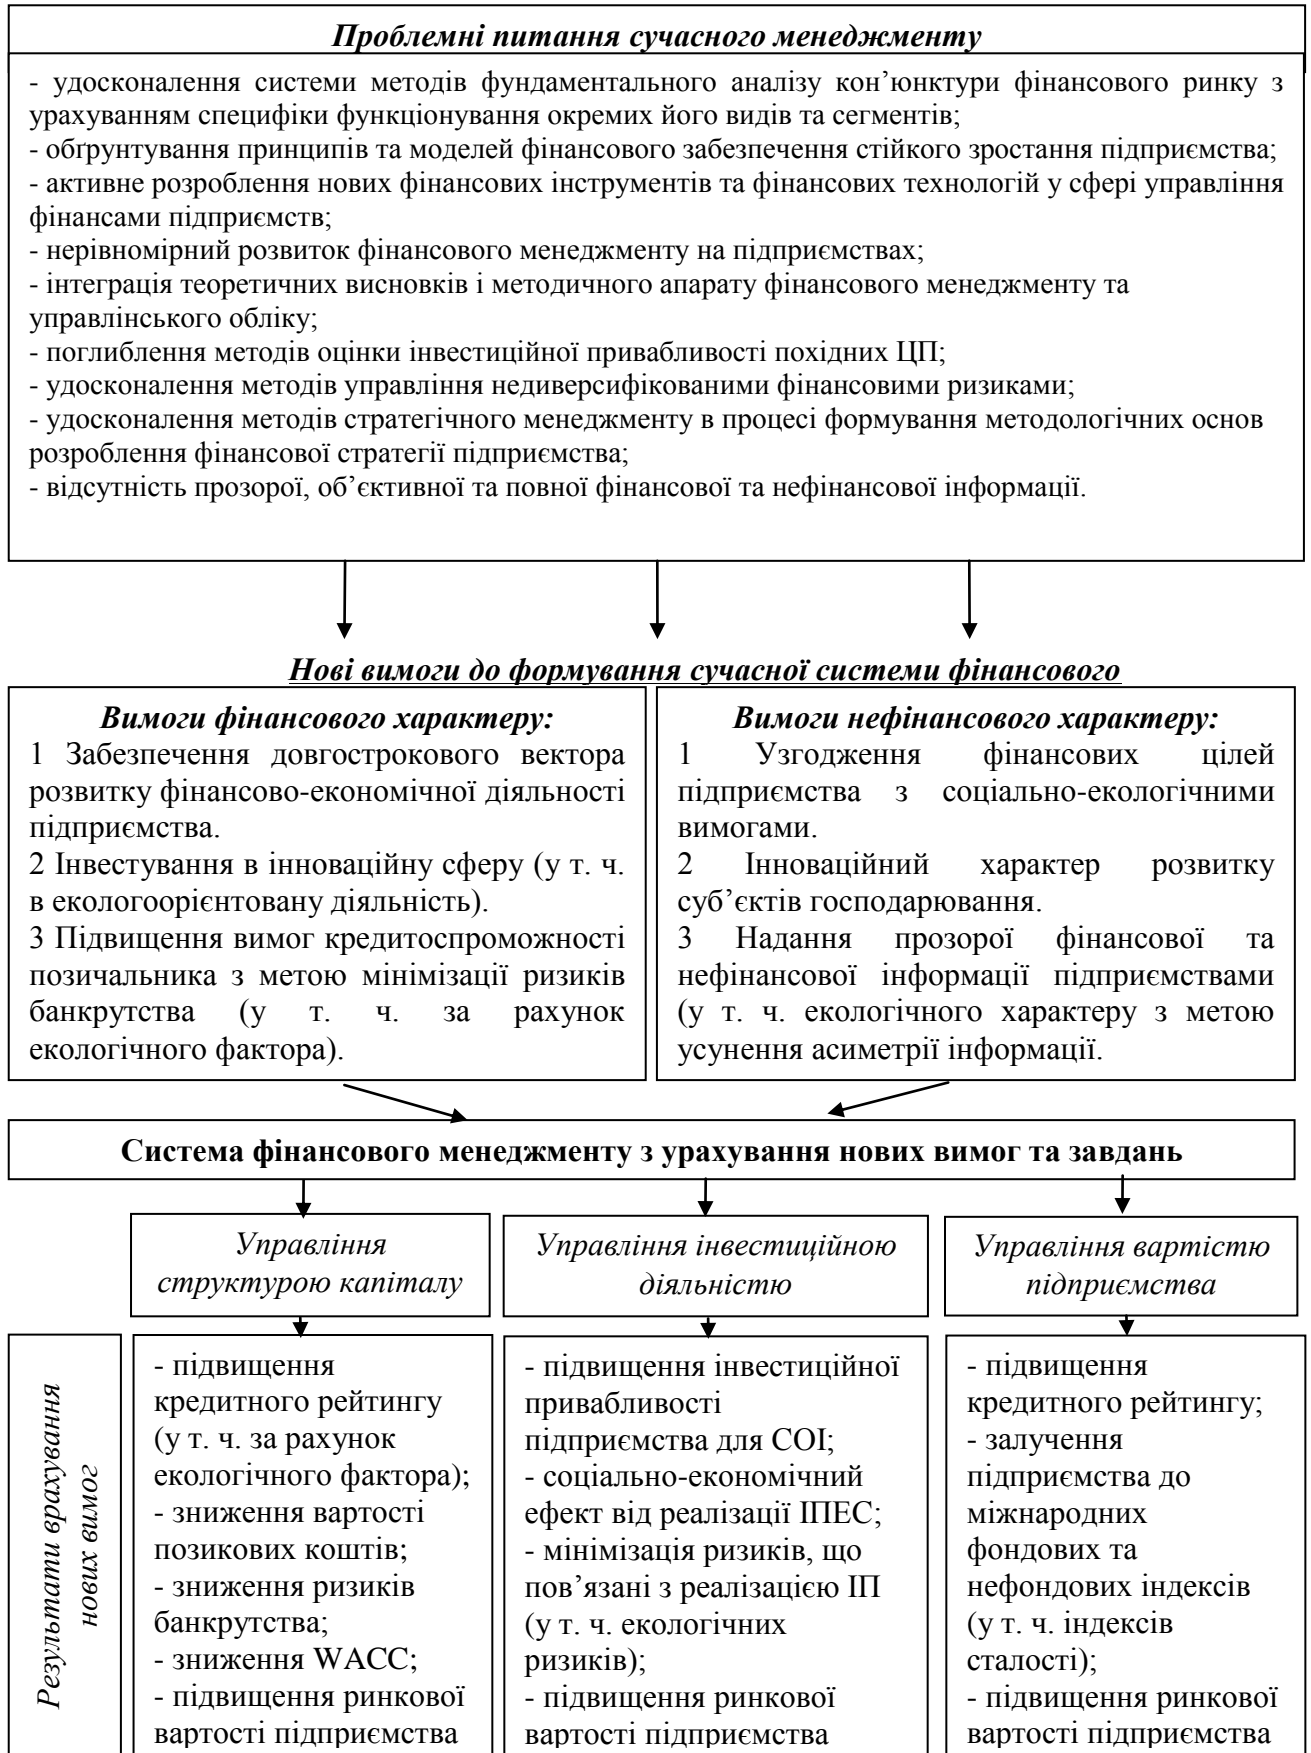 Проблемні питання сучасного менеджменту
- удосконалення системи методів фундаментального аналізу кон’юнктури фінансового ринку з
урахуванням специфіки функціонування окремих його видів та сегментів;
- обґрунтування принципів та моделей фінансового забезпечення стійкого зростання підприємства;
- активне розроблення нових фінансових інструментів та фінансових технологій у сфері управління
фінансами підприємств;
- нерівномірний розвиток фінансового менеджменту на підприємствах;
- інтеграція теоретичних висновків і методичного апарату фінансового менеджменту та
управлінського обліку;
- поглиблення методів оцінки інвестиційної привабливості похідних ЦП;
- удосконалення методів управління недиверсифікованими фінансовими ризиками;
- удосконалення методів стратегічного менеджменту в процесі формування методологічних основ
розроблення фінансової стратегії підприємства;
- відсутність прозорої, об’єктивної та повної фінансової та нефінансової інформації.
Нові вимоги до формування сучасної системи фінансового
Вимоги фінансового характеру:
1 Забезпечення довгострокового вектора
розвитку фінансово-економічної діяльності
підприємства.
2 Інвестування в інноваційну сферу (у т. ч.
в екологоорієнтовану діяльність).
3 Підвищення вимог кредитоспроможності
позичальника з метою мінімізації ризиків
банкрутства (у т. ч. за рахунок
екологічного фактора).
Вимоги нефінансового характеру:
1 Узгодження фінансових цілей
підприємства з соціально-екологічними
вимогами.
2 Інноваційний характер розвитку
суб’єктів господарювання.
3 Надання прозорої фінансової та
нефінансової інформації підприємствами
(у т. ч. екологічного характеру з метою
усунення асиметрії інформації.
Система фінансового менеджменту з урахування нових вимог та завдань
Управління
структурою капіталу
Управління інвестиційною
діяльністю
Управління вартістю
підприємства
Результати врахування
нових вимог
- підвищення
кредитного рейтингу
(у т. ч. за рахунок
екологічного фактора);
- зниження вартості
позикових коштів;
- зниження ризиків
банкрутства;
- зниження WACC;
- підвищення ринкової
вартості підприємства
- підвищення інвестиційної
привабливості
підприємства для СОІ;
- соціально-економічний
ефект від реалізації ІПЕС;
- мінімізація ризиків, що
пов’язані з реалізацією ІП
(у т. ч. екологічних
ризиків);
- підвищення ринкової
вартості підприємства
- підвищення
кредитного рейтингу;
- залучення
підприємства до
міжнародних
фондових та
нефондових індексів
(у т. ч. індексів
сталості);
- підвищення ринкової
вартості підприємства